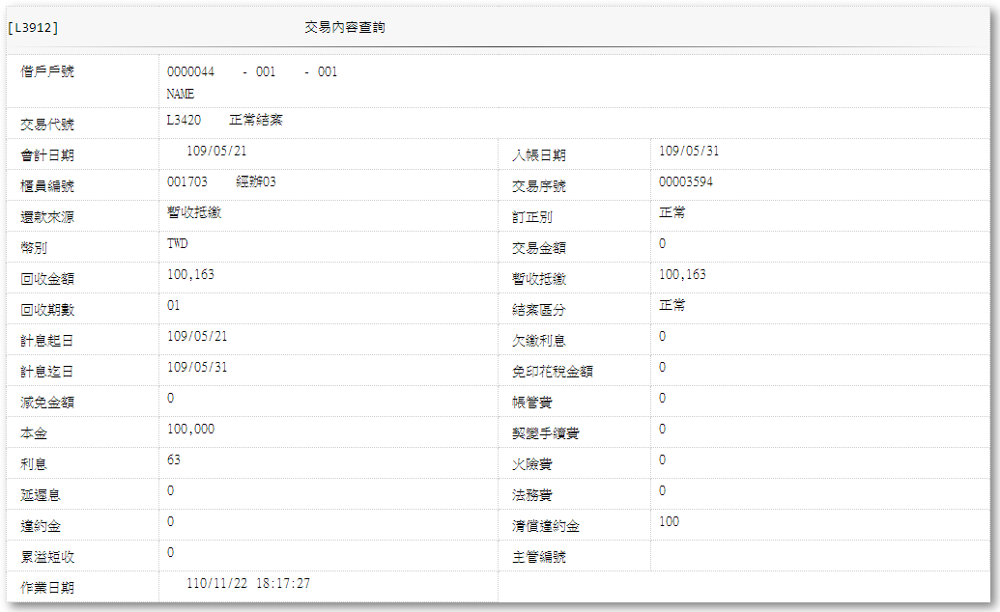 [L3912] 交易內容查詢
借戶戶號 0000044 - 001 - 001
NAME
交易代號 L3420 正常結案
會計日期 109/05/21 入帳日期 109/05/31
櫃員編號 001703 經辦03 交易序號 00003594
還款來源 暫收抵繳 訂正別 正常
幣別 TWD 交易金額 0
回收金額 100,163 暫收抵繳 100,163
回收期數 01 結案區分 正常
計息起日 109/05/21 欠繳利息 0
計息迄日 109/05/31 免印花稅金額 0
減免金額 0 帳管費 0
本金 100,000 契變手續費 0
利息 63 火險費 0
延遲息 0 法務費 0
違約金 0 清償違約金 100
累溢短收 0 主管編號
作業日期 110/11/22 18:17:27